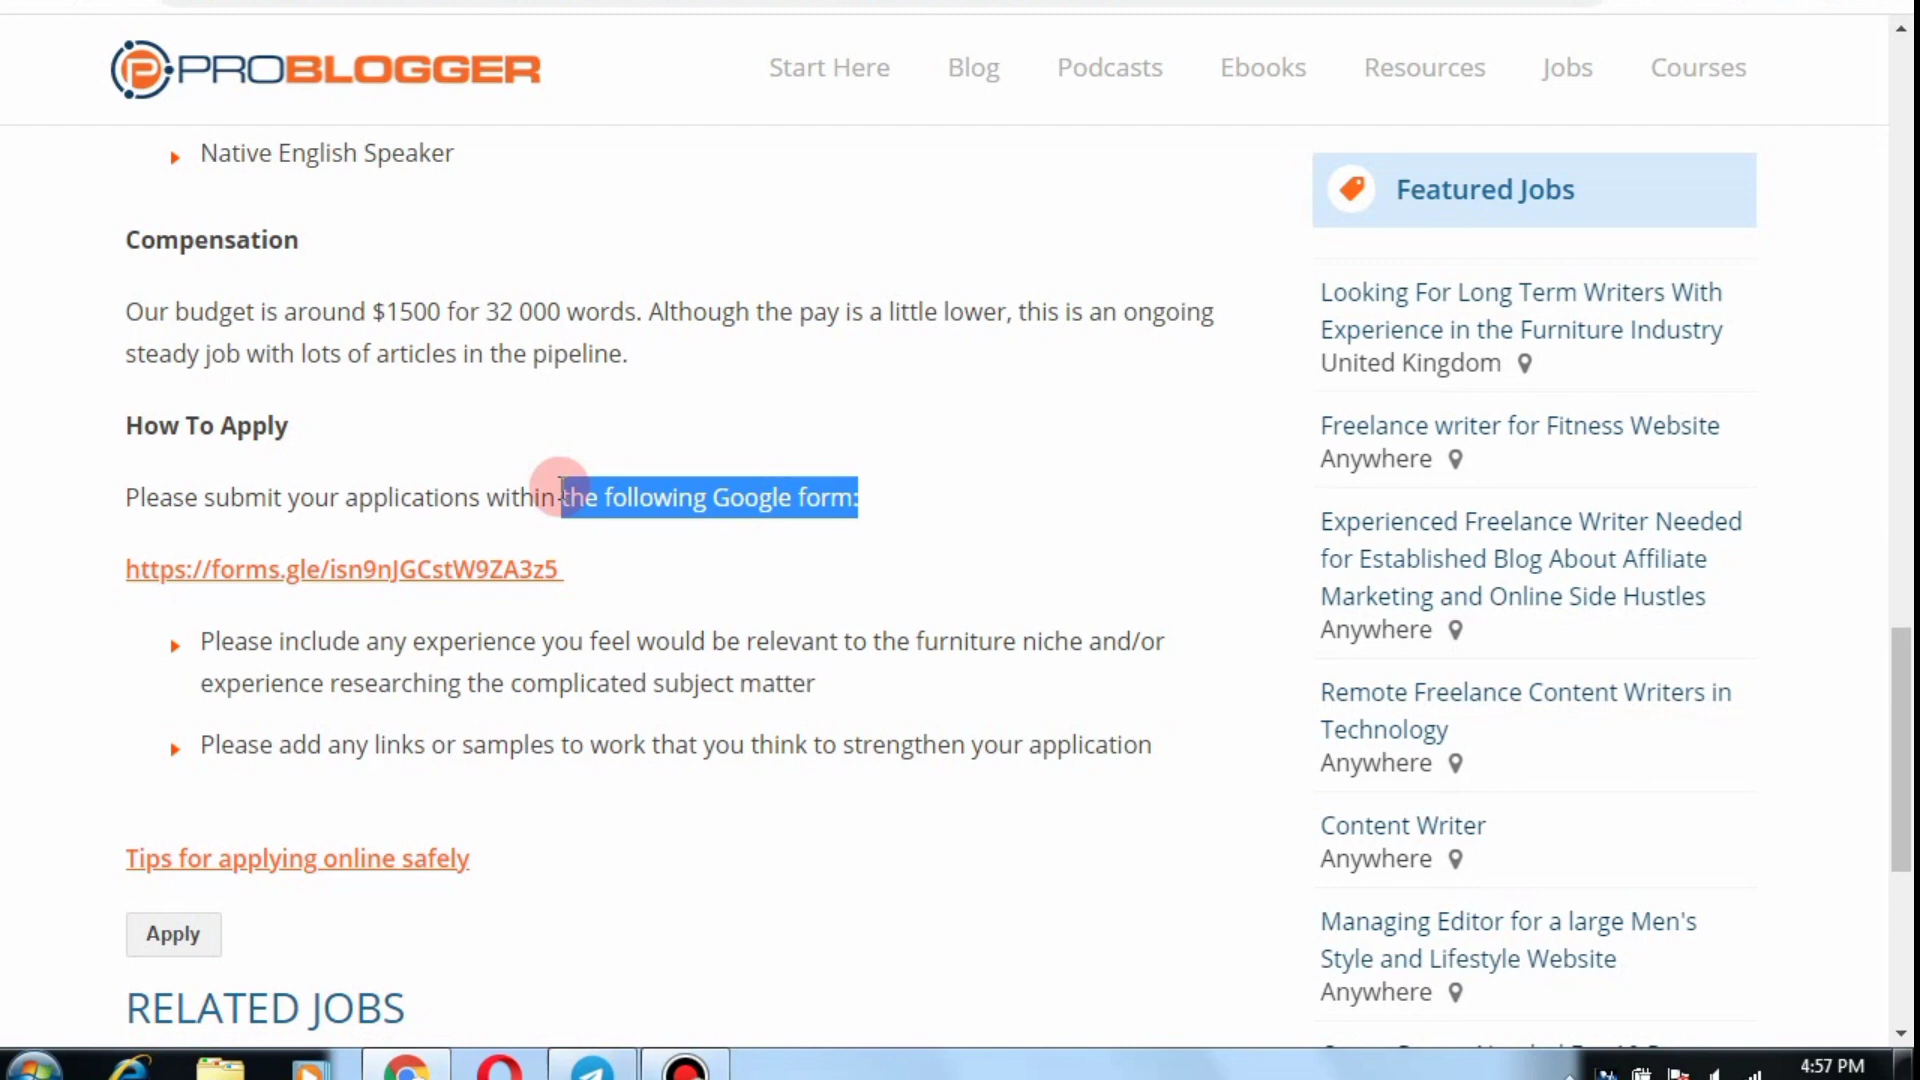 PROBLOGGER
Start Here
Blog
Podcasts
Ebooks
Resources
Jobs
Courses
Native English Speaker
Compensation
Our budget is around $1500 for 32 000 words. Although the pay is a little lower, this is an ongoing
steady job with lots of articles in the pipeline.
How To Apply
Please submit your applications within the following Google form:
https://forms.gle/isn9nJGCstW9ZA3z5
Please include any experience you feel would be relevant to the furniture niche and/or
experience researching the complicated subject matter
Please add any links or samples to work that you think to strengthen your application
Tips for applying online safely
Apply
RELATED JOBS
Featured Jobs
Looking For Long Term Writers With
Experience in the Furniture Industry
United Kingdom
Freelance writer for Fitness Website
Anywhere
Experienced Freelance Writer Needed
for Established Blog About Affiliate
Marketing and Online Side Hustles
Anywhere
Remote Freelance Content Writers in
Technology
Anywhere
Content Writer
Anywhere
Managing Editor for a large Men's
Style and Lifestyle Website
Anywhere
4:57 PM